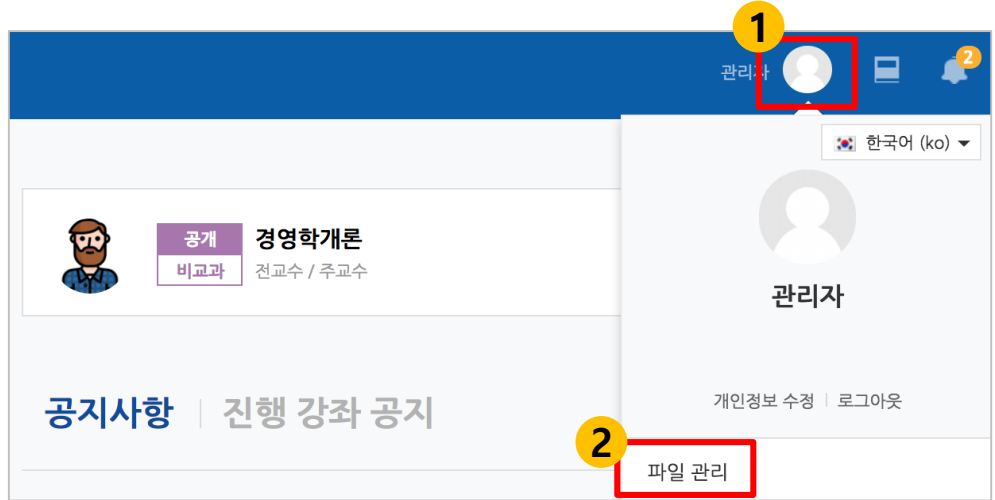 1
관리자
2
한국어 (ko)
공개
경영학개론
비교과
전교수 / 주교수
관리자
공지사항
진행 강좌 공지
개인정보 수정
로그아웃
2
파일 관리